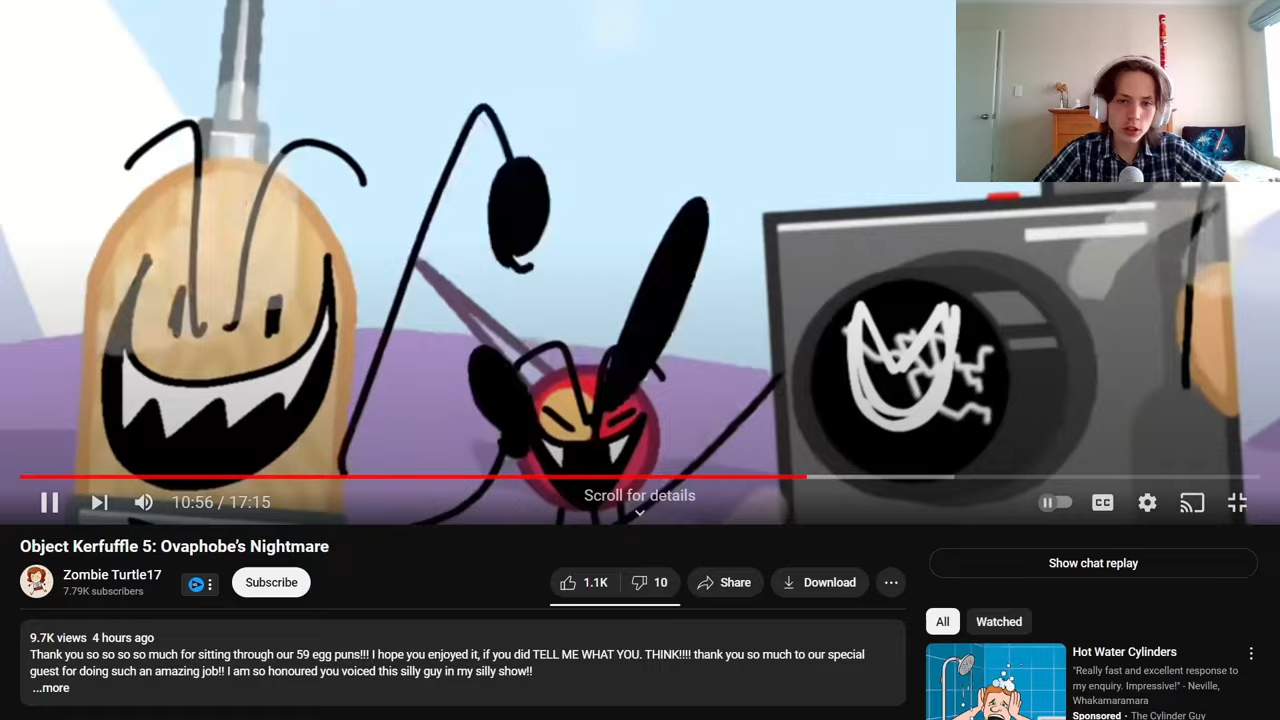 10:56 / 17:15
Scroll for details
CC
Object Kerfuffle 5: Ovaphobe's Nightmare
Zombie Turtle17
7.79K subscribers
Subscribe
1.1K
10
Share
Download
Show chat replay
9.7K views 4 hours ago
Thank you so so so so much for sitting through our 59 egg puns!!! I hope you enjoyed it, if you did TELL ME WHAT YOU. THINK!!!! thank you so much to our special
guest for doing such an amazing job!! I am so honoured you voiced this silly guy in my silly show!!
...more
All
Watched
Hot Water Cylinders
"Really fast and excellent response to
my enquiry. Impressive!" - Neville,
Whakamaramara
Sponsored • The Cylinder Guy